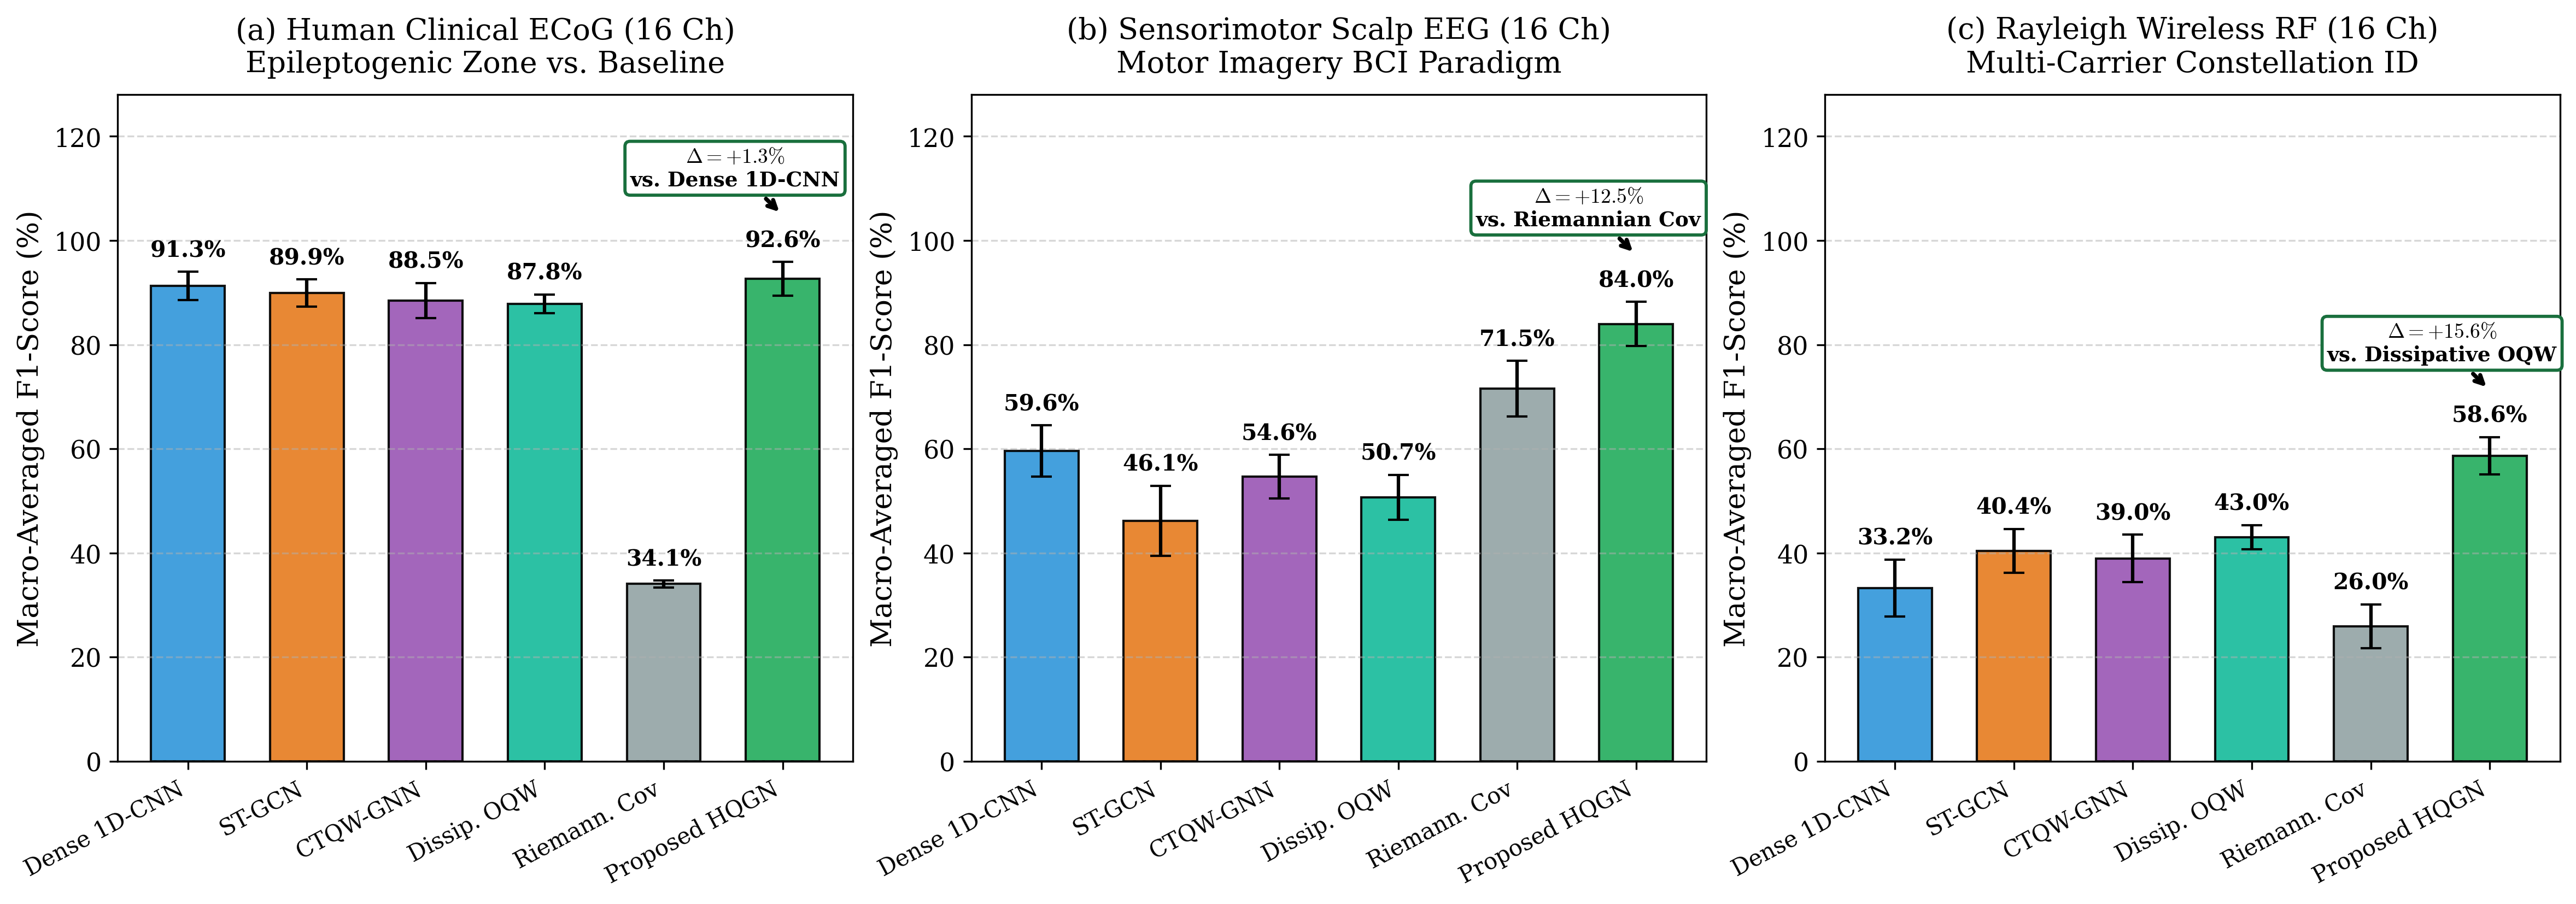 (a) Human Clinical ECoG (16 Ch)
Epileptogenic Zone vs. Baseline
Macro-Averaged F1-Score (%)
120
100
80
60
40
20
0
Δ = +1.3%
vs. Dense 1D-CNN
91.3%
89.9%
88.5%
87.8%
34.1%
92.6%
Dense 1D-CNN
ST-GCN
CTQW-GNN
Dissip. OQW
Riemann. Cov
Proposed HQGN
(b) Sensorimotor Scalp EEG (16 Ch)
Motor Imagery BCI Paradigm
Macro-Averaged F1-Score (%)
120
100
80
60
40
20
0
Δ = +12.5%
vs. Riemannian Cov
59.6%
46.1%
54.6%
50.7%
71.5%
84.0%
Dense 1D-CNN
ST-GCN
CTQW-GNN
Dissip. OQW
Riemann. Cov
Proposed HQGN
(c) Rayleigh Wireless RF (16 Ch)
Multi-Carrier Constellation ID
Macro-Averaged F1-Score (%)
120
100
80
60
40
20
0
Δ = +15.6%
vs. Dissipative OQW
33.2%
40.4%
39.0%
43.0%
26.0%
58.6%
Dense 1D-CNN
ST-GCN
CTQW-GNN
Dissip. OQW
Riemann. Cov
Proposed HQGN